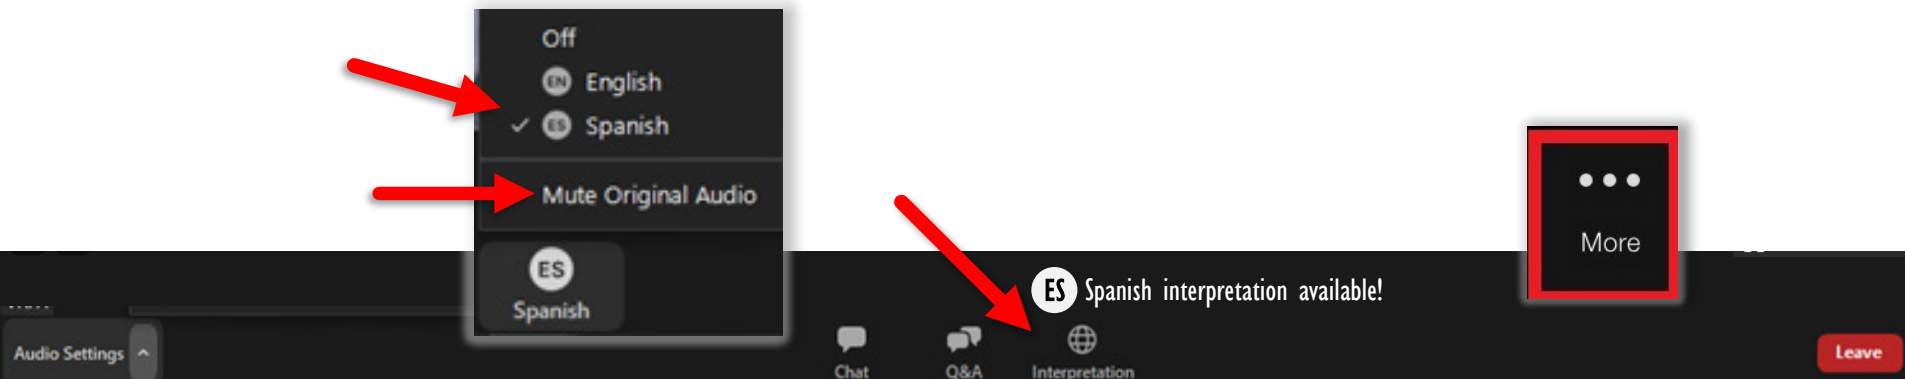 Off
EN English
ES Spanish
Mute Original Audio
ES
Spanish
More
ES Spanish interpretation available!
Audio Settings
Chat
Q&A
Interpretation
Leave